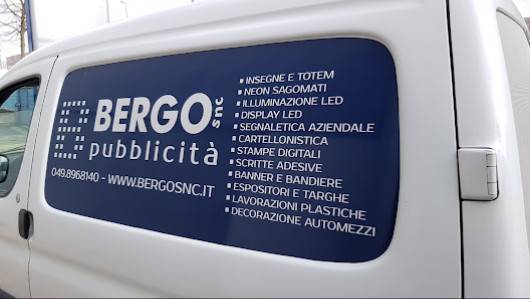 BERGO snc
pubblicità
049.8968140 - WWW.BERGOSNC.IT
▪ INSEGNE E TOTEM
▪ NEON SAGOMATI
▪ ILLUMINAZIONE LED
▪ DISPLAY LED
▪ SEGNALETICA AZIENDALE
▪ CARTELLONISTICA
▪ STAMPE DIGITALI
▪ SCRITTE ADESIVE
▪ BANNER E BANDIERE
▪ ESPOSITORI E TARGHE
▪ LAVORAZIONI PLASTICHE
▪ DECORAZIONE AUTOMEZZI